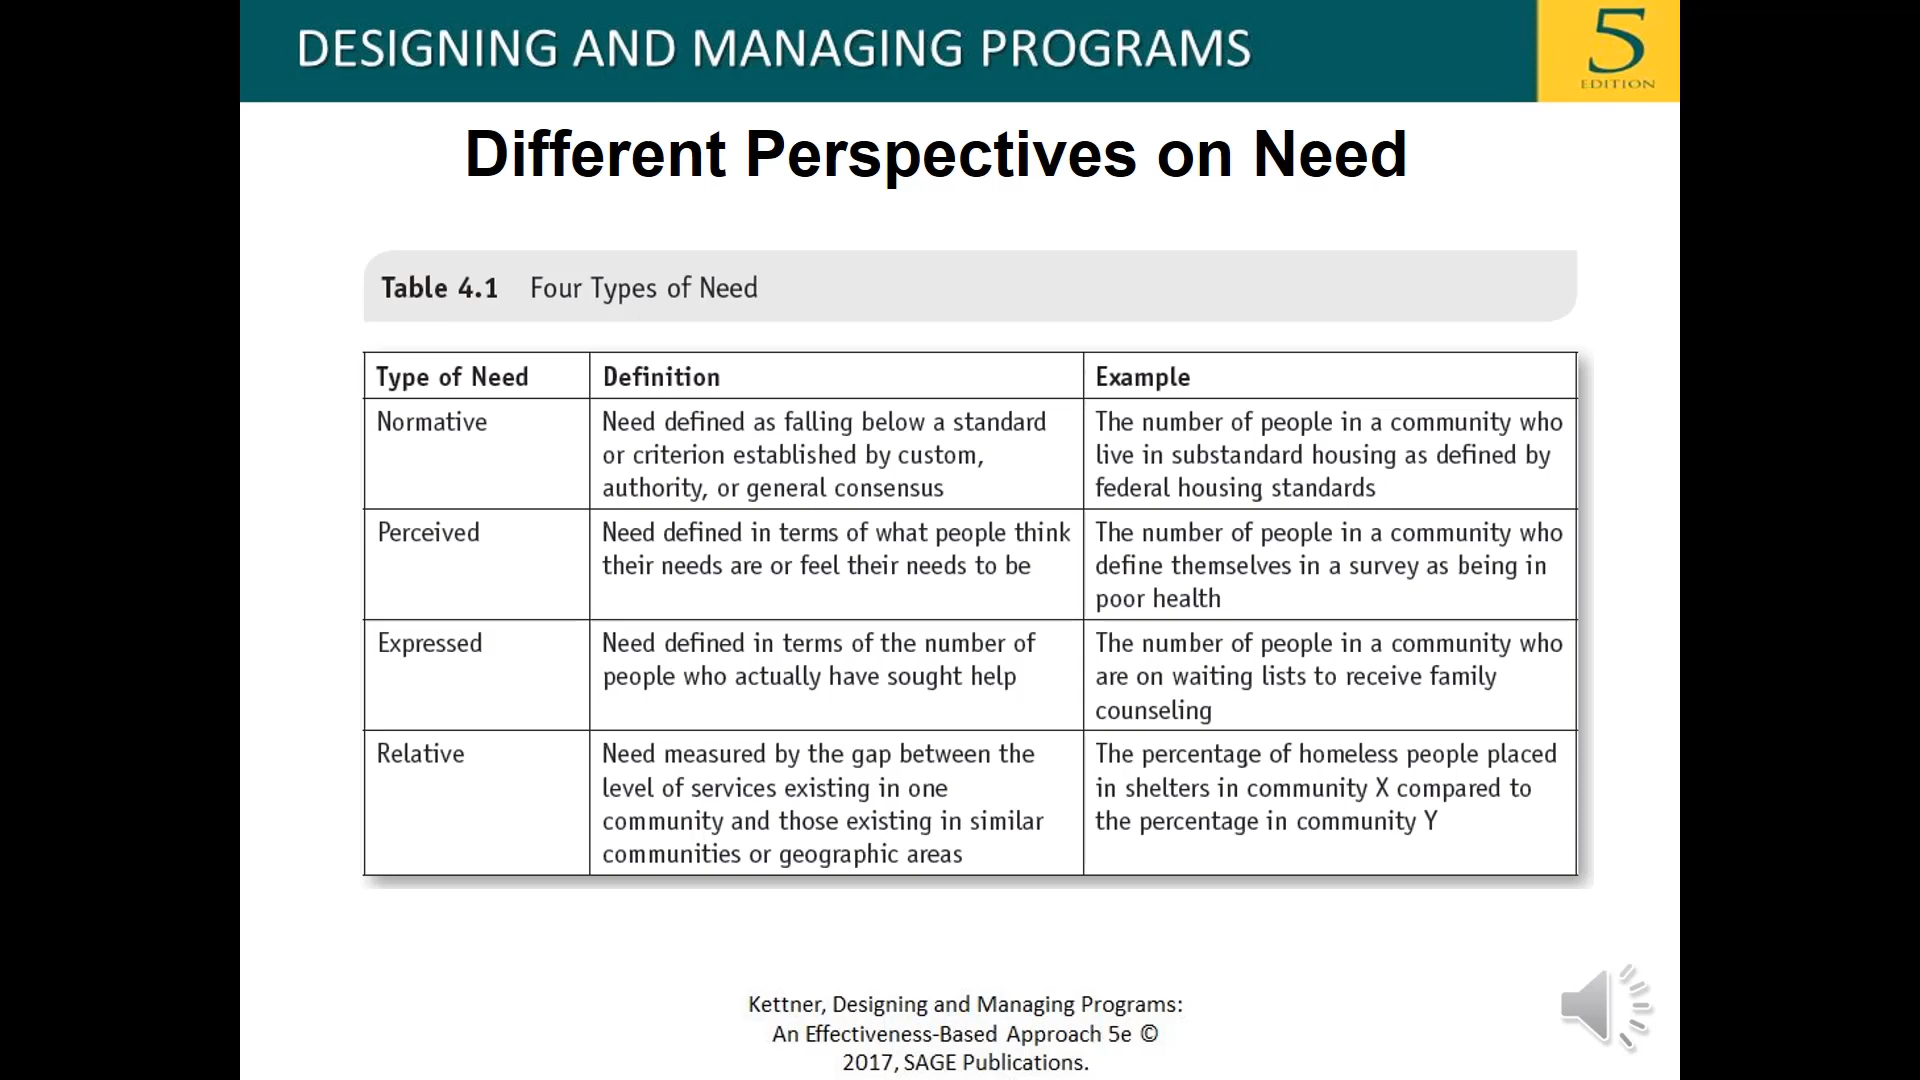 DESIGNING AND MANAGING PROGRAMS
5
EDITION
Different Perspectives on Need
Table 4.1 Four Types of Need
Type of Need
Definition
Example
Normative
Need defined as falling below a standard
or criterion established by custom,
authority, or general consensus
The number of people in a community who
live in substandard housing as defined by
federal housing standards
Perceived
Need defined in terms of what people think
their needs are or feel their needs to be
The number of people in a community who
define themselves in a survey as being in
poor health
Expressed
Need defined in terms of the number of
people who actually have sought help
The number of people in a community who
are on waiting lists to receive family
counseling
Relative
Need measured by the gap between the
level of services existing in one
community and those existing in similar
communities or geographic areas
The percentage of homeless people placed
in shelters in community X compared to
the percentage in community Y
Kettner, Designing and Managing Programs:
An Effectiveness-Based Approach 5e ©
2017, SAGE Publications.